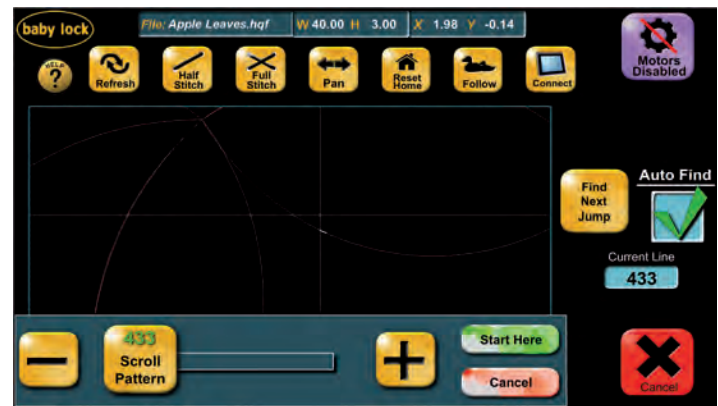 baby lock
File: Apple Leaves.hqf W 40.00 H 3.00 X 1.98 Y -0.14
HELP
?
Refresh
Half
Stitch
Full
Stitch
Pan
Reset
Home
Follow
Connect
Motors
Disabled
Find
Next
Jump
Auto Find
Current Line
433
433
Scroll
Pattern
Start Here
Cancel
Cancel